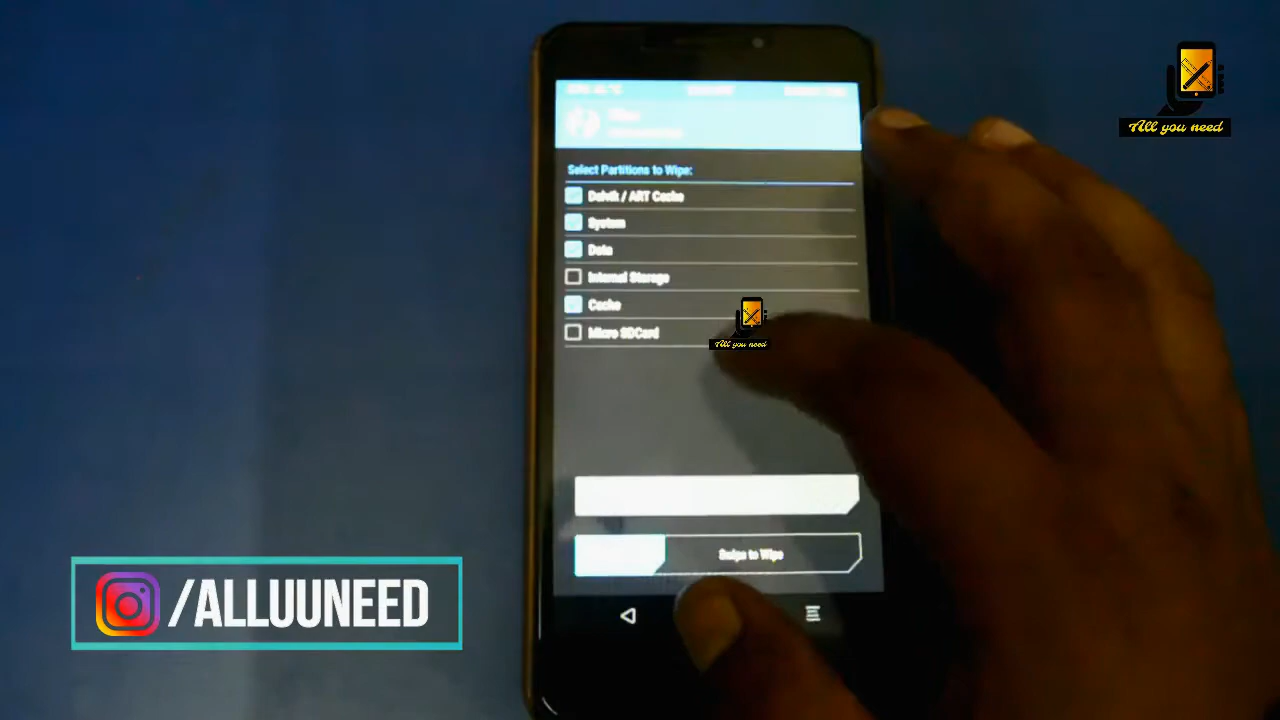 All you need
Select Partitions to Wipe:
Dalvik / ART Cache
System
Data
Internal Storage
Cache
Micro SDCard
All you need
Swipe to Wipe
/ALLUUNEED